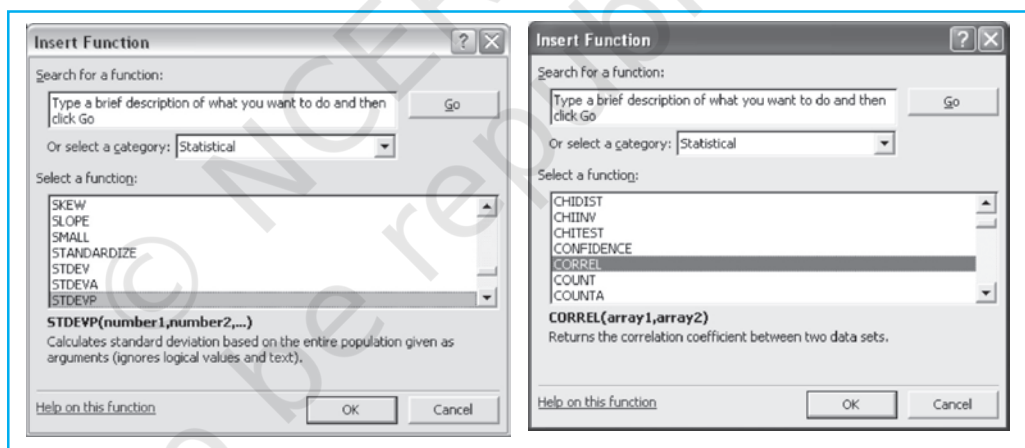 Insert Function
Search for a function:
Type a brief description of what you want to do and then
click Go
Go
Or select a category: Statistical
Select a function:
SKEW
SLOPE
SMALL
STANDARDIZE
STDEV
STDEVA
STDEVP
STDEVP(number1,number2,...)
Calculates standard deviation based on the entire population given as
arguments (ignores logical values and text).
Help on this function
OK
Cancel
Insert Function
Search for a function:
Type a brief description of what you want to do and then
click Go
Go
Or select a category: Statistical
Select a function:
CHIDIST
CHIINV
CHITEST
CONFIDENCE
CORREL
COUNT
COUNTA
CORREL(array1,array2)
Returns the correlation coefficient between two data sets.
Help on this function
OK
Cancel